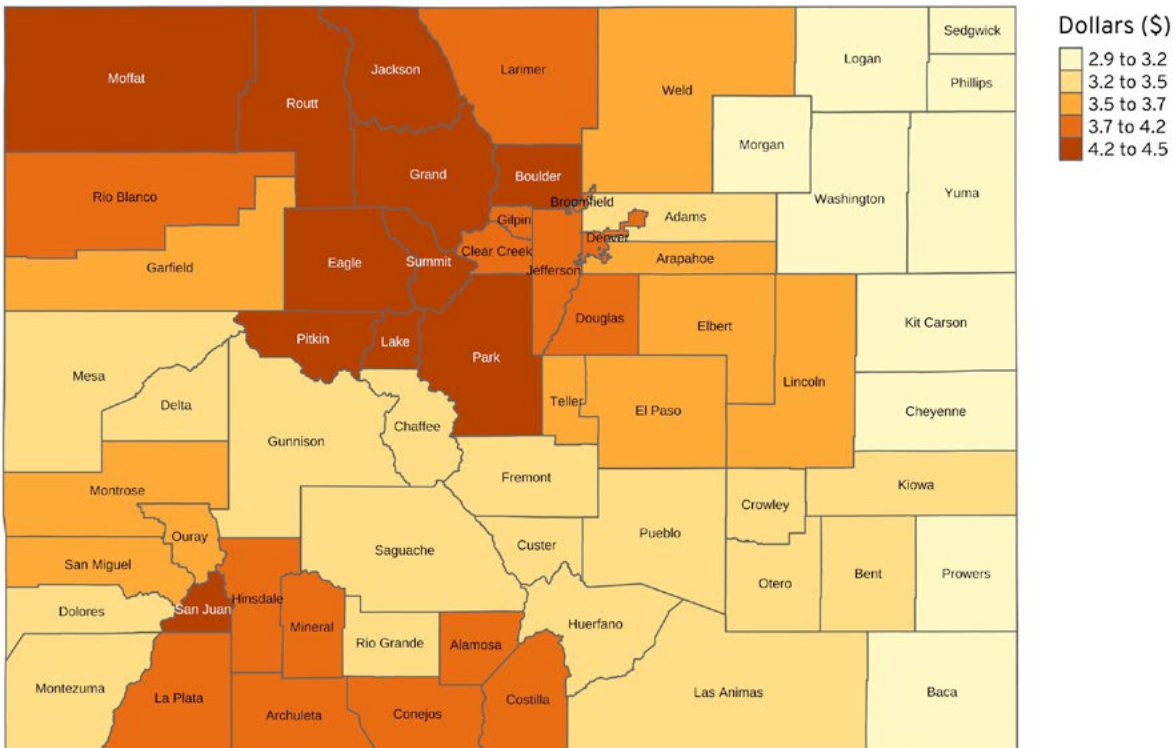 Dollars ($)
2.9 to 3.2
3.2 to 3.5
3.5 to 3.7
3.7 to 4.2
4.2 to 4.5
Sedgwick
Logan
Jackson
Larimer
Moffat
Phillips
Weld
Routt
Morgan
Grand
Boulder
Yuma
Rio Blanco
Washington
Broomfield
Gilpin
Adams
Denver
Clear Creek
Arapahoe
Eagle
Summit
Garfield
Jefferson
Douglas
Kit Carson
Elbert
Pitkin
Lake
Park
Mesa
Lincoln
Delta
Teller
El Paso
Cheyenne
Chaffee
Gunnison
Fremont
Kiowa
Montrose
Crowley
Pueblo
Ouray
Custer
Saguache
San Miguel
Bent
Prowers
Otero
Hinsdale
San Juan
Dolores
Mineral
Huerfano
Rio Grande
Alamosa
Montezuma
Las Animas
Baca
La Plata
Costilla
Archuleta
Conejos